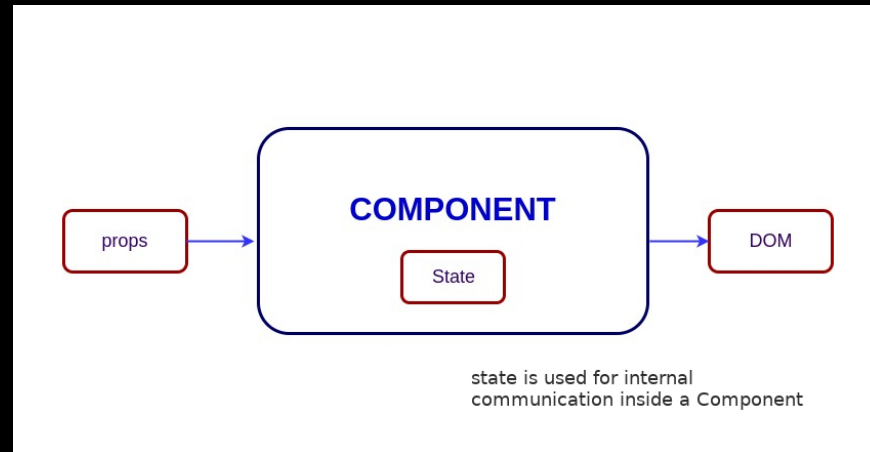 COMPONENT
props
State
DOM
state is used for internal
communication inside a Component